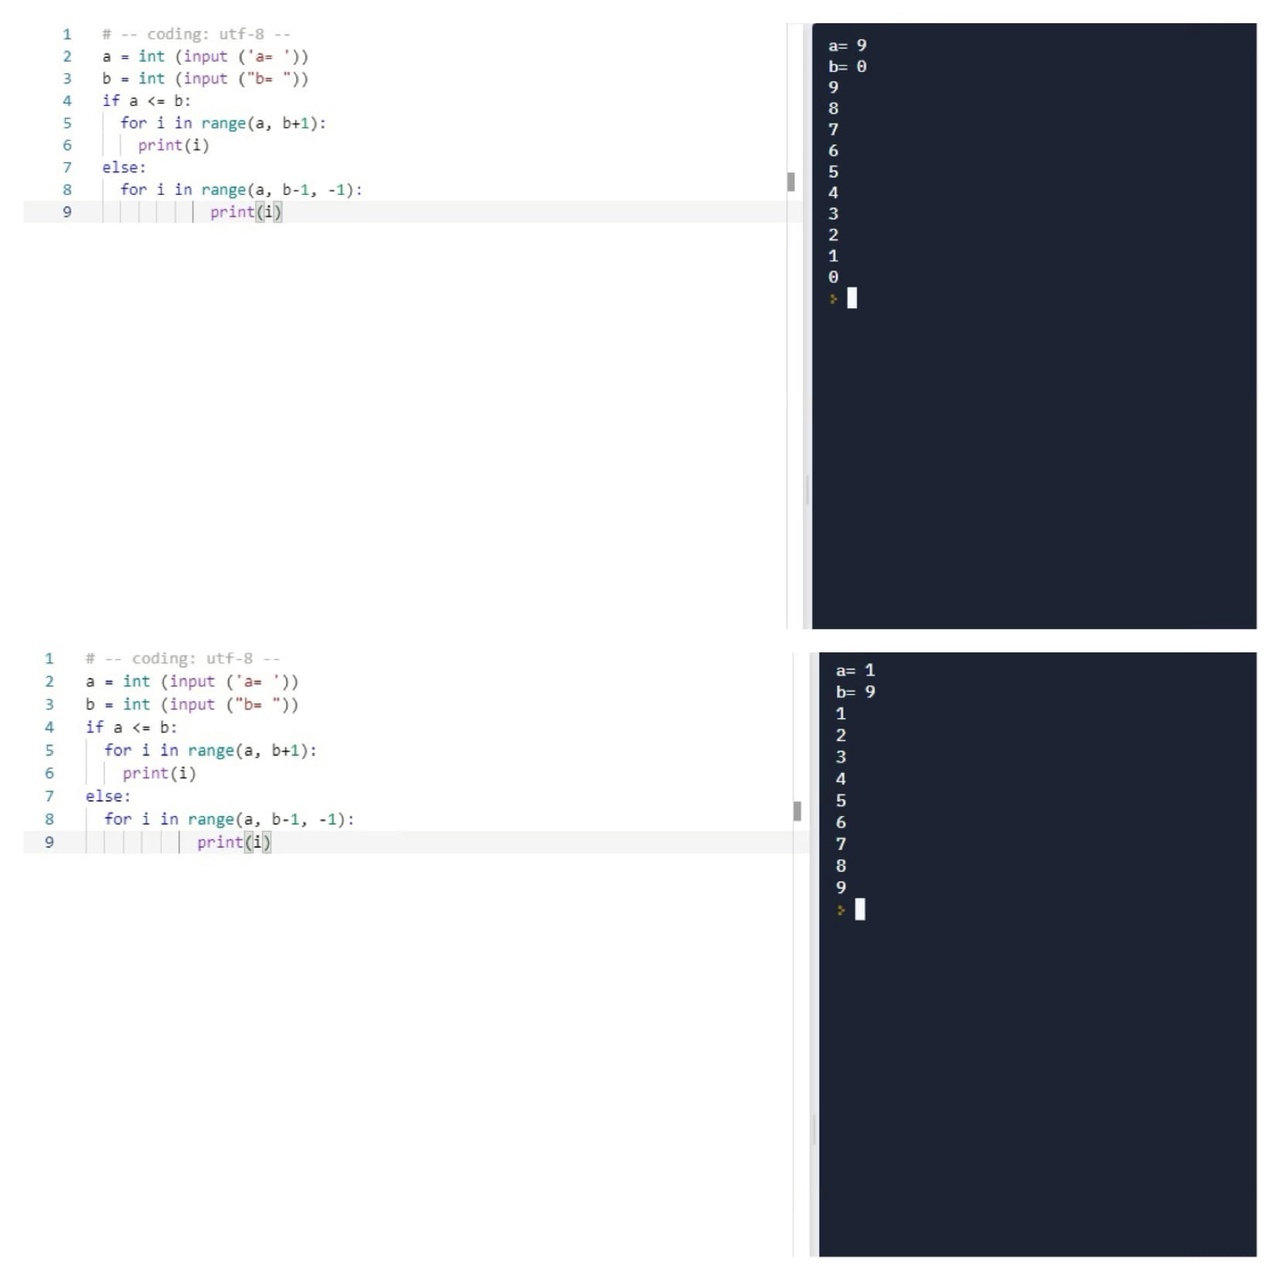 1 # -- coding: utf-8 --
2 a = int (input ('a= '))
3 b = int (input ("b= "))
4 if a <= b:
5   for i in range(a, b+1):
6     print(i)
7 else:
8   for i in range(a, b-1, -1):
9             print(i)
a= 9
b= 0
9
8
7
6
5
4
3
2
1
0
>
1 # -- coding: utf-8 --
2 a = int (input ('a= '))
3 b = int (input ("b= "))
4 if a <= b:
5   for i in range(a, b+1):
6     print(i)
7 else:
8   for i in range(a, b-1, -1):
9             print(i)
a= 1
b= 9
1
2
3
4
5
6
7
8
9
>